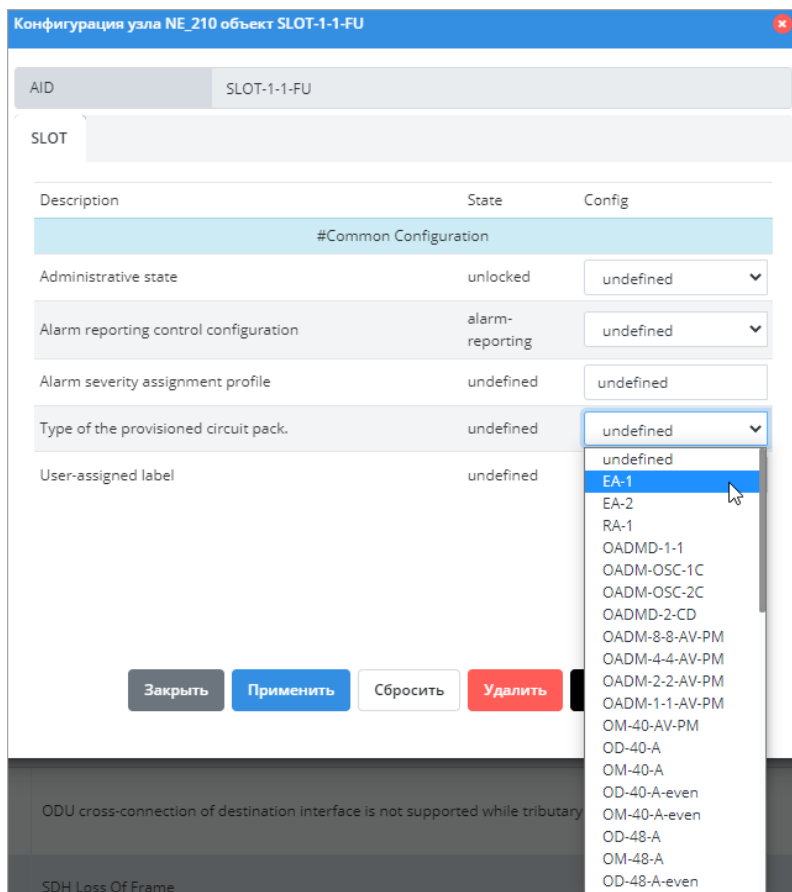 Конфигурация узла NE_210 объект SLOT-1-1-FU
AID SLOT-1-1-FU
SLOT
Description State Config
#Common Configuration
Administrative state unlocked undefined
Alarm reporting control configuration alarm-reporting undefined
Alarm severity assignment profile undefined undefined
Type of the provisioned circuit pack. undefined undefined
User-assigned label undefined
undefined
EA-1
EA-2
RA-1
OADMD-1-1
OADM-OSC-1C
OADM-OSC-2C
OADMD-2-CD
OADM-8-8-AV-PM
OADM-4-4-AV-PM
OADM-2-2-AV-PM
OADM-1-1-AV-PM
OM-40-AV-PM
OD-40-A
OM-40-A
OD-40-A-even
OM-40-A-even
OD-48-A
OM-48-A
OD-48-A-even
Закрыть Применить Сбросить Удалить
ODU cross-connection of destination interface is not supported while tributary
SDH Loss Of Frame